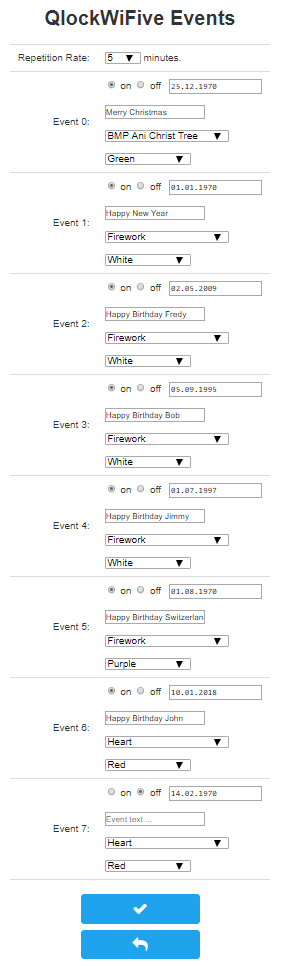 QlockWiFive Events
Repetition Rate: 5 minutes.
on off 25.12.1970
Merry Christmas
Event 0:
BMP Ani Christ Tree
Green
on off 01.01.1970
Happy New Year
Event 1:
Firework
White
on off 02.05.2009
Happy Birthday Fredy
Event 2:
Firework
White
on off 05.09.1995
Happy Birthday Bob
Event 3:
Firework
White
on off 01.07.1997
Happy Birthday Jimmy
Event 4:
Firework
White
on off 01.08.1970
Happy Birthday Switzerlan
Event 5:
Firework
Purple
on off 10.01.2018
Happy Birthday John
Event 6:
Heart
Red
on off 14.02.1970
Event text ...
Event 7:
Heart
Red